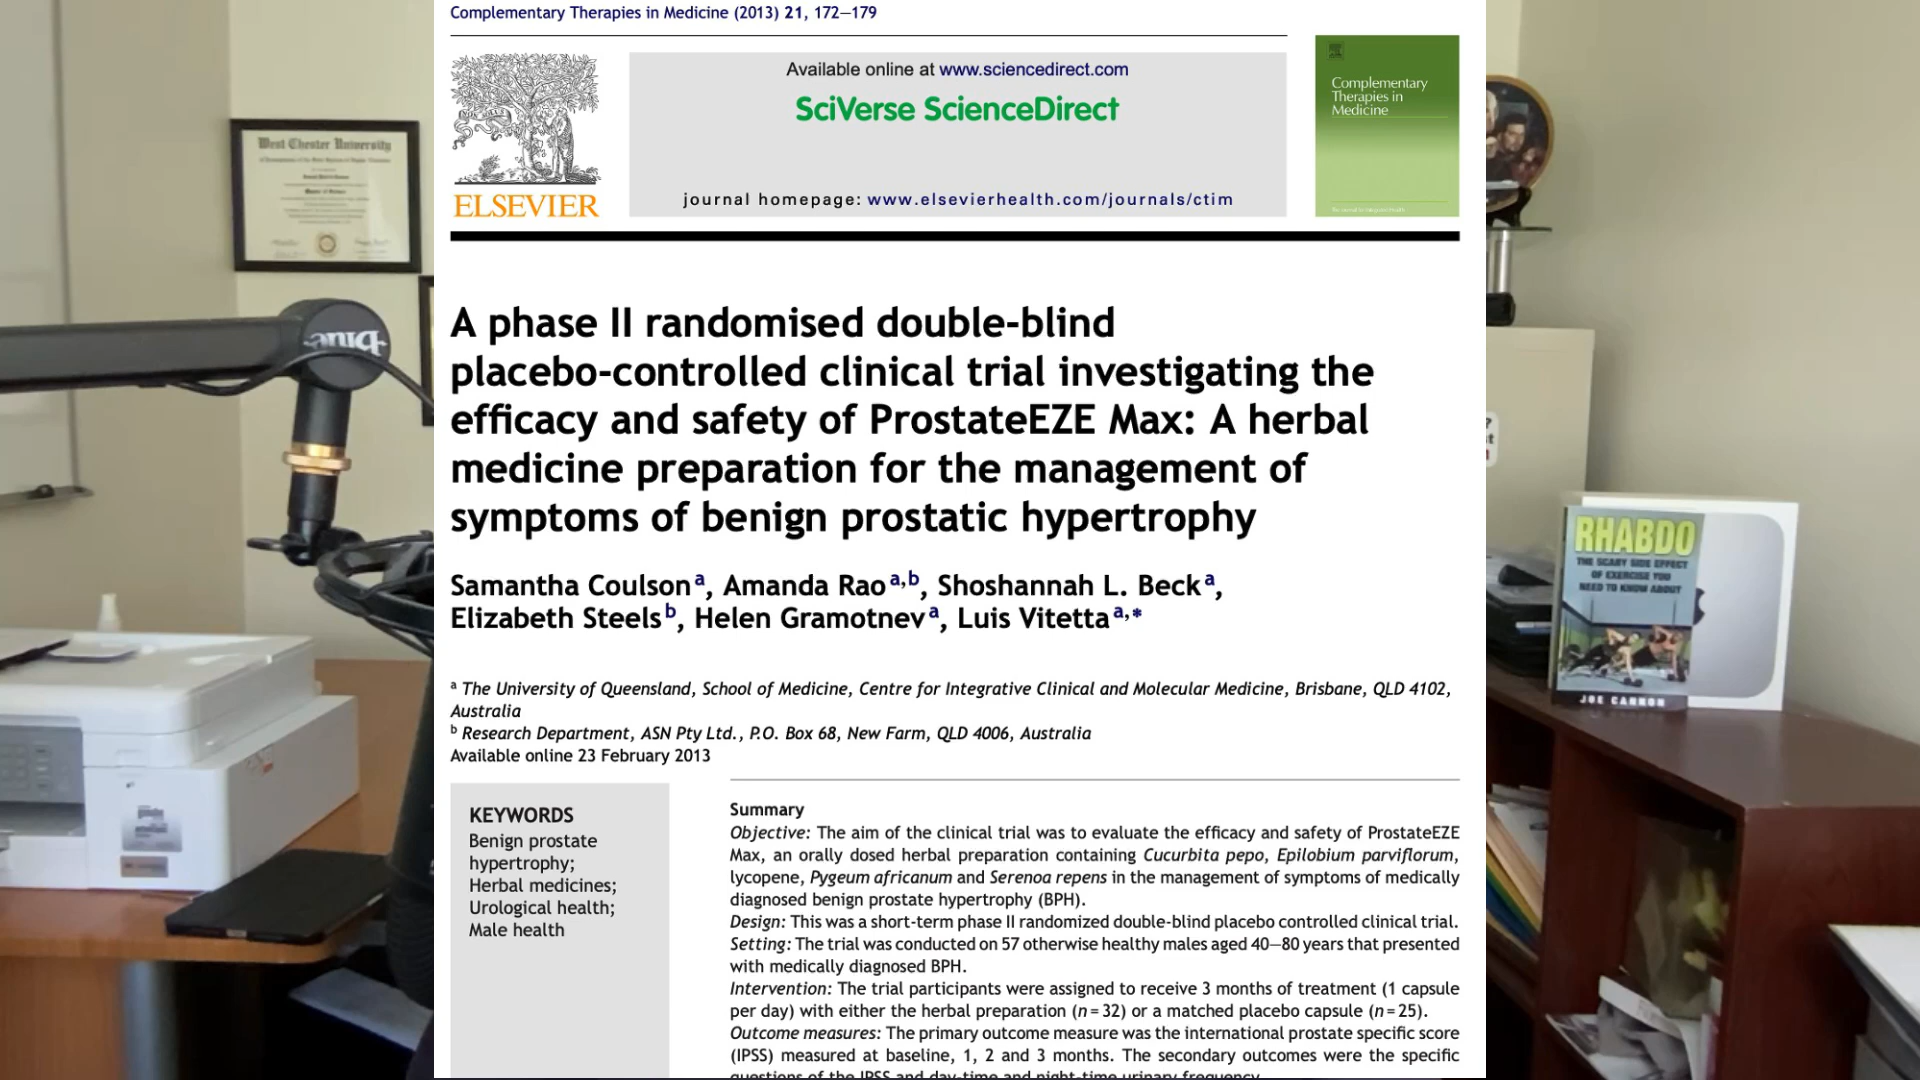 Complementary Therapies in Medicine (2013) 21, 172—179
Available online at www.sciencedirect.com
SciVerse ScienceDirect
journal homepage: www.elsevierhealth.com/journals/ctim
ELSEVIER
Complementary
Therapies in
Medicine
A phase II randomised double-blind
placebo-controlled clinical trial investigating the
efficacy and safety of ProstateEZE Max: A herbal
medicine preparation for the management of
symptoms of benign prostatic hypertrophy
Samantha Coulson a, Amanda Rao a,b, Shoshannah L. Beck a,
Elizabeth Steels b, Helen Gramotnev a, Luis Vitetta a,*
a The University of Queensland, School of Medicine, Centre for Integrative Clinical and Molecular Medicine, Brisbane, QLD 4102,
Australia
b Research Department, ASN Pty Ltd., P.O. Box 68, New Farm, QLD 4006, Australia
Available online 23 February 2013
KEYWORDS
Benign prostate
hypertrophy;
Herbal medicines;
Urological health;
Male health
Summary
Objective: The aim of the clinical trial was to evaluate the efficacy and safety of ProstateEZE
Max, an orally dosed herbal preparation containing Cucurbita pepo, Epilobium parviflorum,
lycopene, Pygeum africanum and Serenoa repens in the management of symptoms of medically
diagnosed benign prostate hypertrophy (BPH).
Design: This was a short-term phase II randomized double-blind placebo controlled clinical trial.
Setting: The trial was conducted on 57 otherwise healthy males aged 40—80 years that presented
with medically diagnosed BPH.
Intervention: The trial participants were assigned to receive 3 months of treatment (1 capsule
per day) with either the herbal preparation (n = 32) or a matched placebo capsule (n = 25).
Outcome measures: The primary outcome measure was the international prostate specific score
(IPSS) measured at baseline, 1, 2 and 3 months. The secondary outcomes were the specific
questions of the IPSS and day-time and night-time urinary frequency.
West Chester University
blue
RHABDO
THE SCARY SIDE EFFECT
OF EXERCISE YOU
NEED TO KNOW ABOUT
JOE CANNON